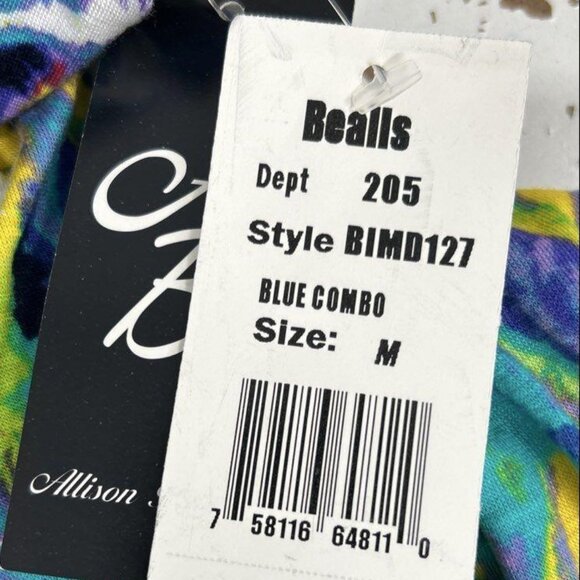 Bealls
Dept 205
Style BIMD127
BLUE COMBO
Size: M
7 58116 64811 0
B
Allison